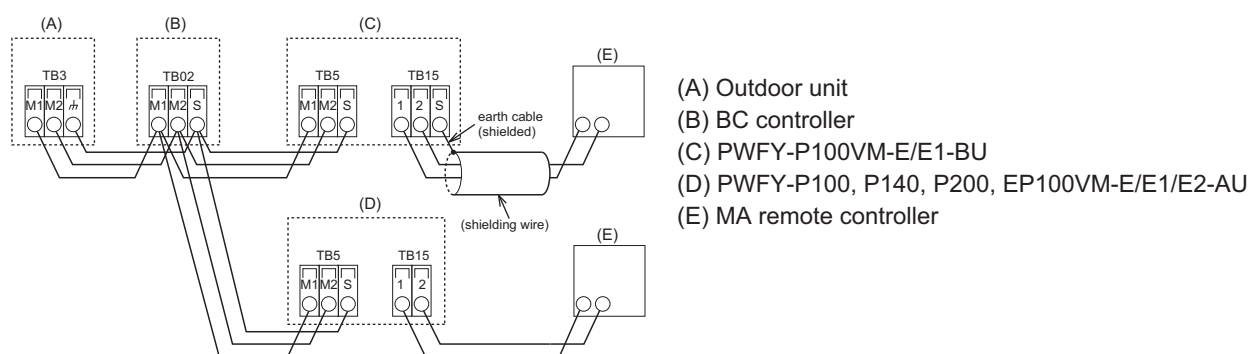 (A)
(B)
(C)
(E)
TB3
TB02
TB5
TB15
M1 M2
M1 M2 S
M1 M2 S
1 2 S
earth cable
(shielded)
(shielding wire)
(D)
(E)
TB5
TB15
M1 M2 S
1 2
(A) Outdoor unit
(B) BC controller
(C) PWFY-P100VM-E/E1-BU
(D) PWFY-P100, P140, P200, EP100VM-E/E1/E2-AU
(E) MA remote controller